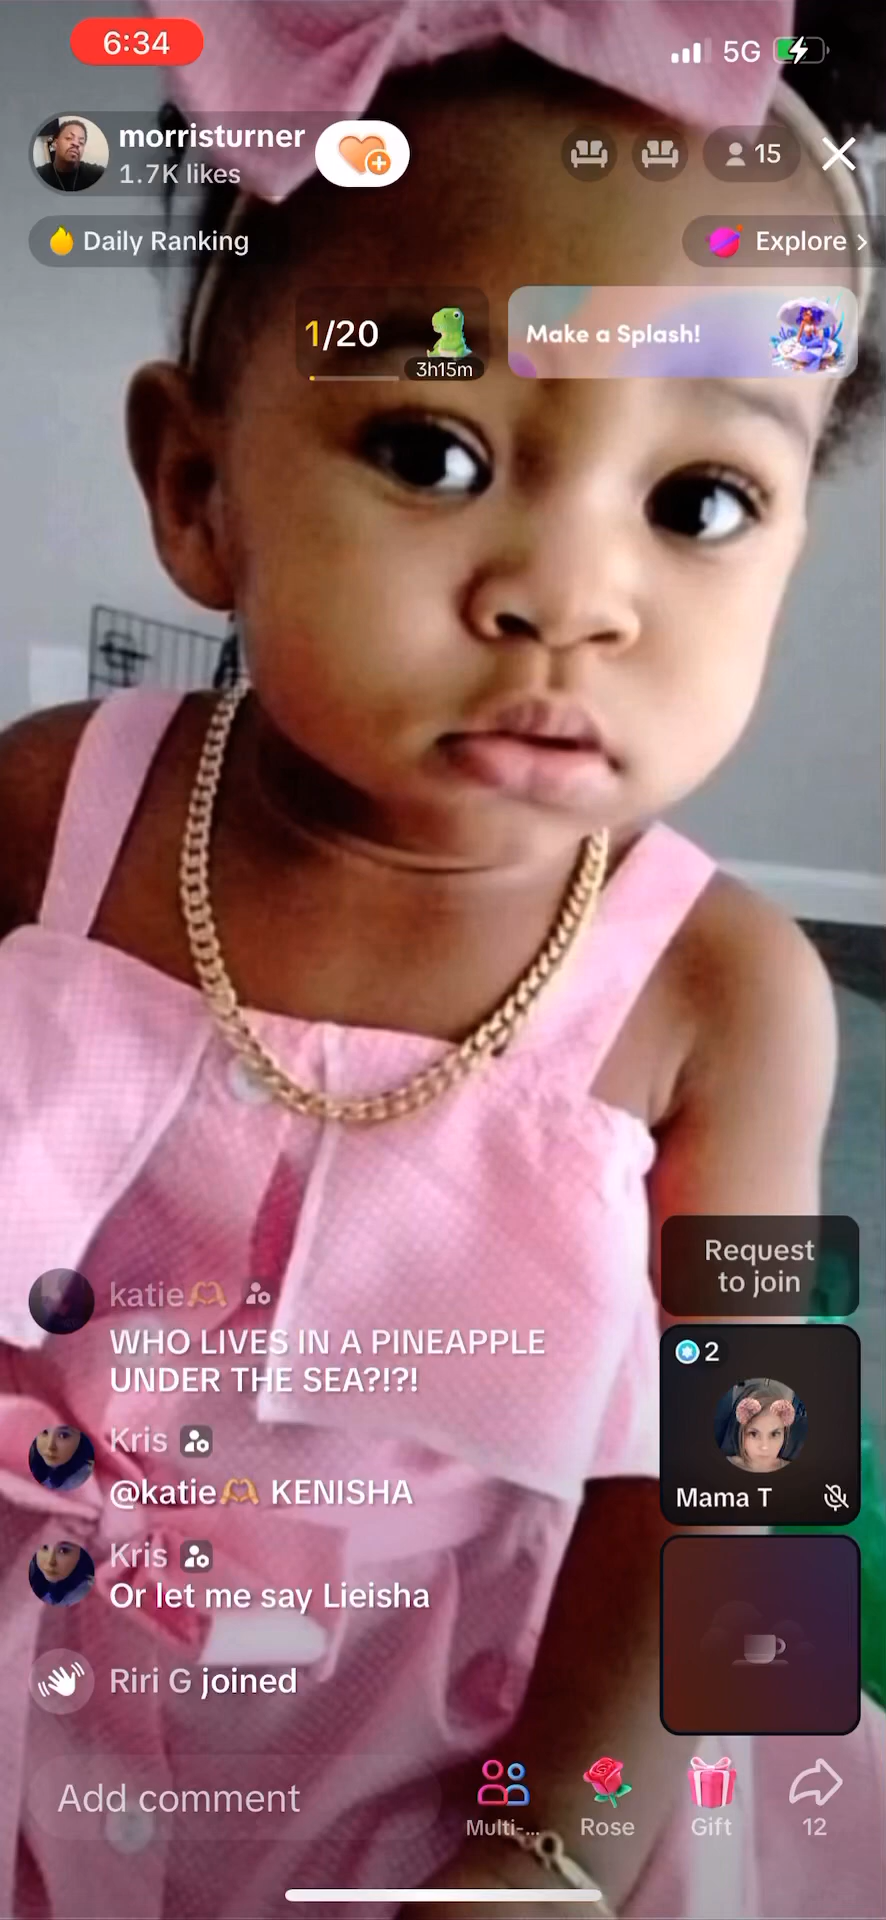 6:34
5G
morristurner
1.7K likes
15
Daily Ranking
Explore >
1/20
3h15m
Make a Splash!
Request
to join
katie🫶
WHO LIVES IN A PINEAPPLE
UNDER THE SEA?!?!
Kris
@katie🫶 KENISHA
Kris
Or let me say Lieisha
Riri G joined
2
Mama T
Add comment
Multi-...
Rose
Gift
12